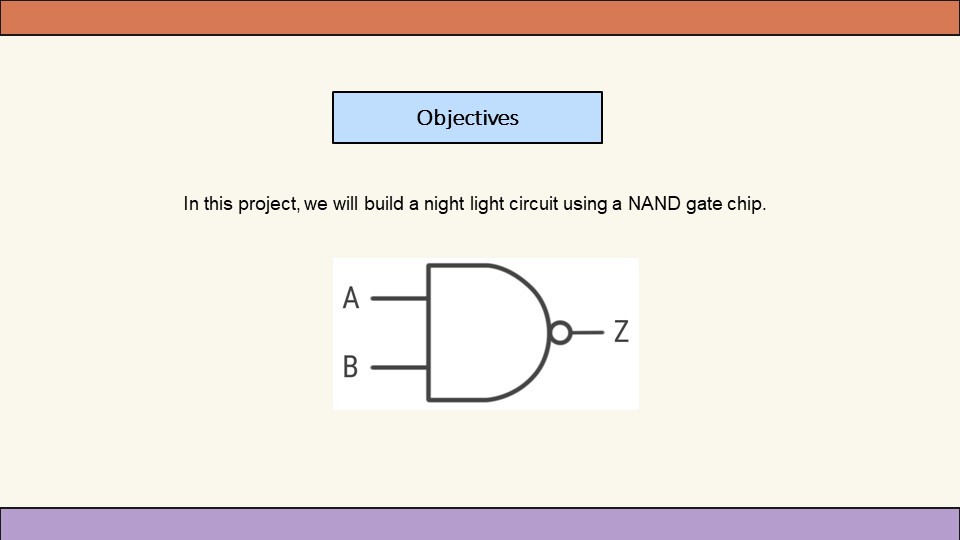 Objectives
In this project, we will build a night light circuit using a NAND gate chip.
A
Z
B